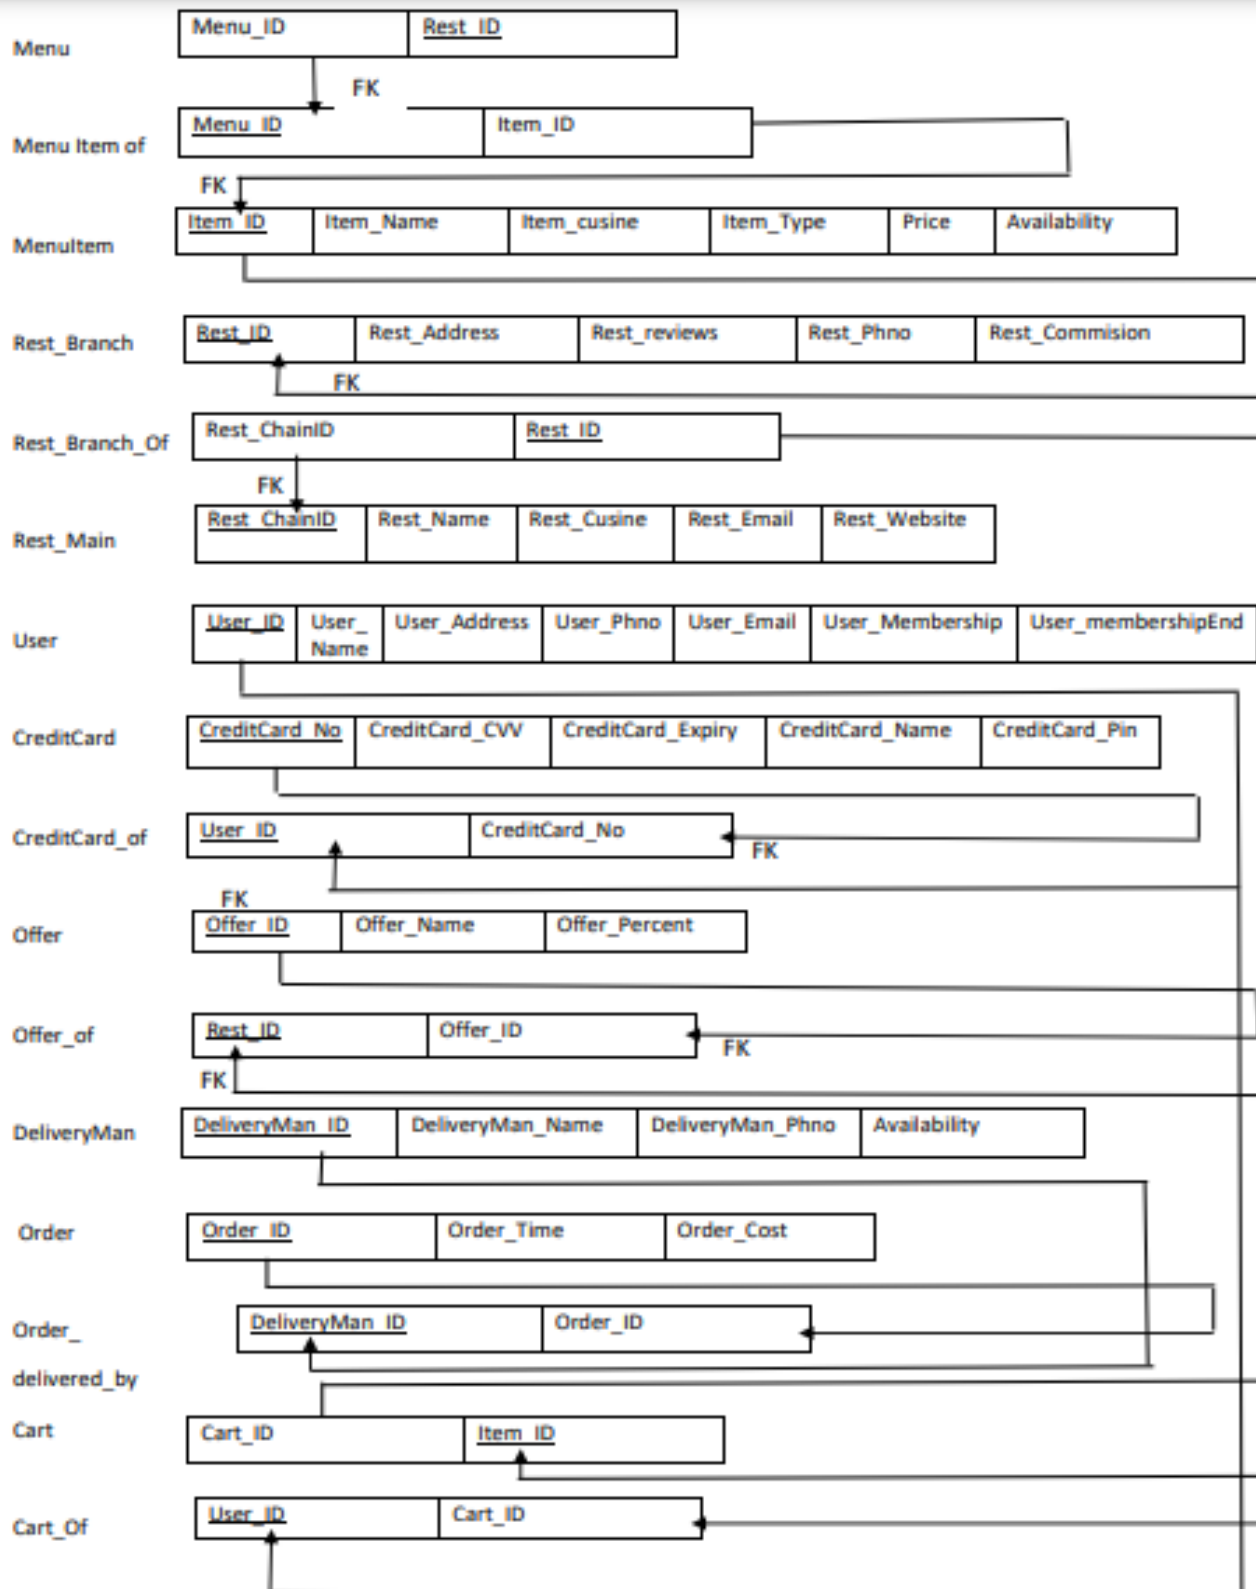 Menu
Menu_ID Rest_ID
FK
Menu Item of
Menu_ID Item_ID
FK
MenuItem
Item_ID Item_Name Item_cusine Item_Type Price Availability
Rest_Branch
Rest_ID Rest_Address Rest_reviews Rest_Phno Rest_Commision
FK
Rest_Branch_Of
Rest_ChainID Rest_ID
FK
Rest_Main
Rest_ChainID Rest_Name Rest_Cusine Rest_Email Rest_Website
User
User_ID User_ User_Address User_Phno User_Email User_Membership User_membershipEnd
Name
CreditCard
CreditCard_No CreditCard_CVV CreditCard_Expiry CreditCard_Name CreditCard_Pin
CreditCard_of
User_ID CreditCard_No
FK
FK
Offer
Offer_ID Offer_Name Offer_Percent
Offer_of
Rest_ID Offer_ID
FK
FK
DeliveryMan
DeliveryMan_ID DeliveryMan_Name DeliveryMan_Phno Availability
Order
Order_ID Order_Time Order_Cost
Order_
DeliveryMan_ID Order_ID
delivered_by
Cart
Cart_ID Item_ID
Cart_Of
User_ID Cart_ID